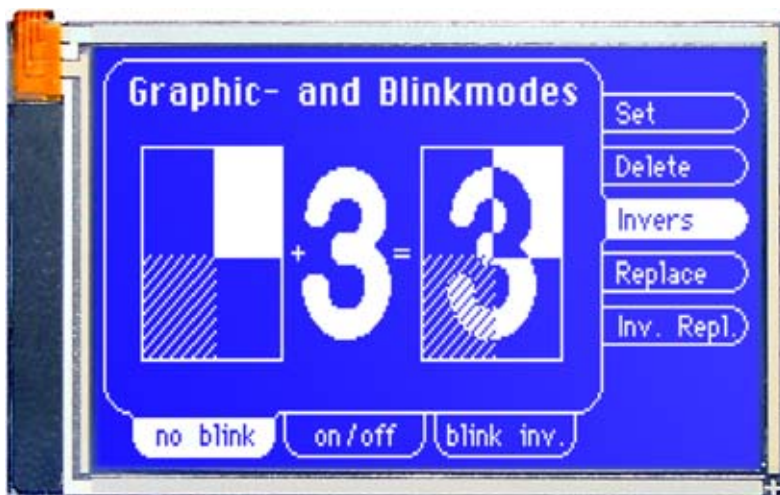 Graphic- and Blinkmodes
Set
Delete
Invers
Replace
Inv. Repl.
+ 3 = 3
no blink
on/off
blink inv.